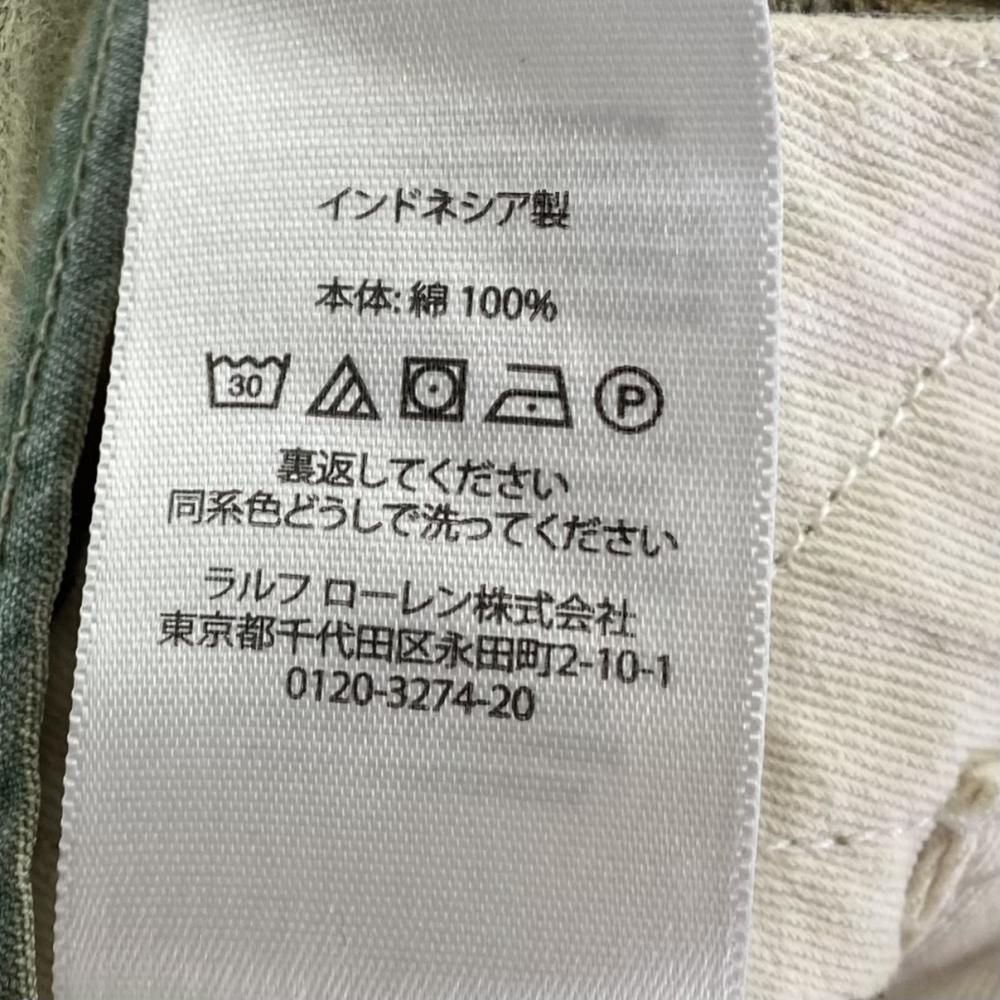 インドネシア製
本体: 綿 100%
30 P
裏返してください
同系色どうしで洗ってください
ラルフ ローレン株式会社
東京都千代田区永田町2-10-1
0120-3274-20